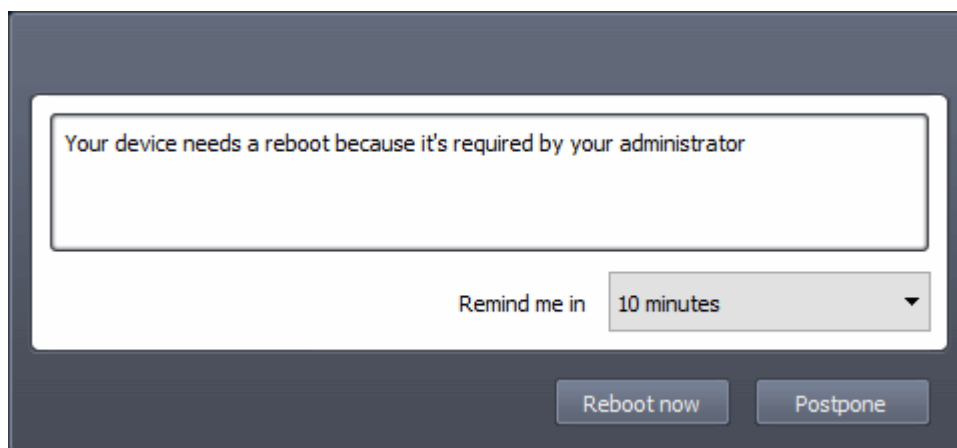 Your device needs a reboot because it's required by your administrator
Remind me in 10 minutes
Reboot now Postpone